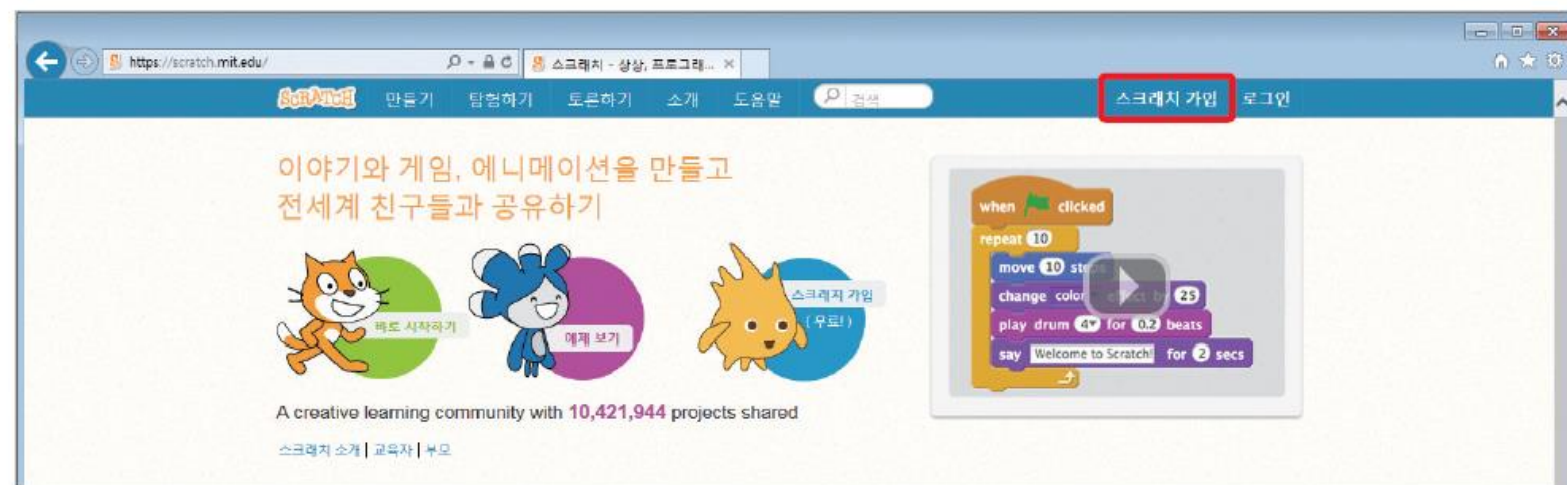 https://scratch.mit.edu/
스크래치 - 상상, 프로그래...
SCRATCH 만들기 탐험하기 토론하기 소개 도움말 검색 스크래치 가입 로그인
이야기와 게임, 에니메이션을 만들고
전세계 친구들과 공유하기
바로 시작하기
예제 보기
스크래치 가입
(무료!)
when clicked
repeat 10
move 10 steps
change color effect by 25
play drum 4 for 0.2 beats
say Welcome to Scratch! for 2 secs
A creative learning community with 10,421,944 projects shared
스크래치 소개 | 교육자 | 부모